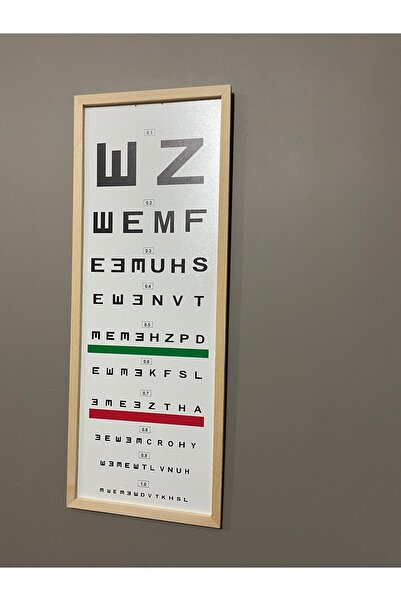 0.1
Ш Z
0.2
Ш E M F
E Ǝ M U H S
0.3
0.4
E Ш Ǝ N V T
0.5
M E M Ǝ H Z P D
0.6
E Ш M Ǝ K F S L
0.7
Ǝ M E Ǝ Z T H A
0.8
Ǝ E Ш Ǝ M C R O H Y
0.9
Ш Ǝ M E Ш T L V N U H
1.0
M Ш E M Ǝ Ш D V T K H S L